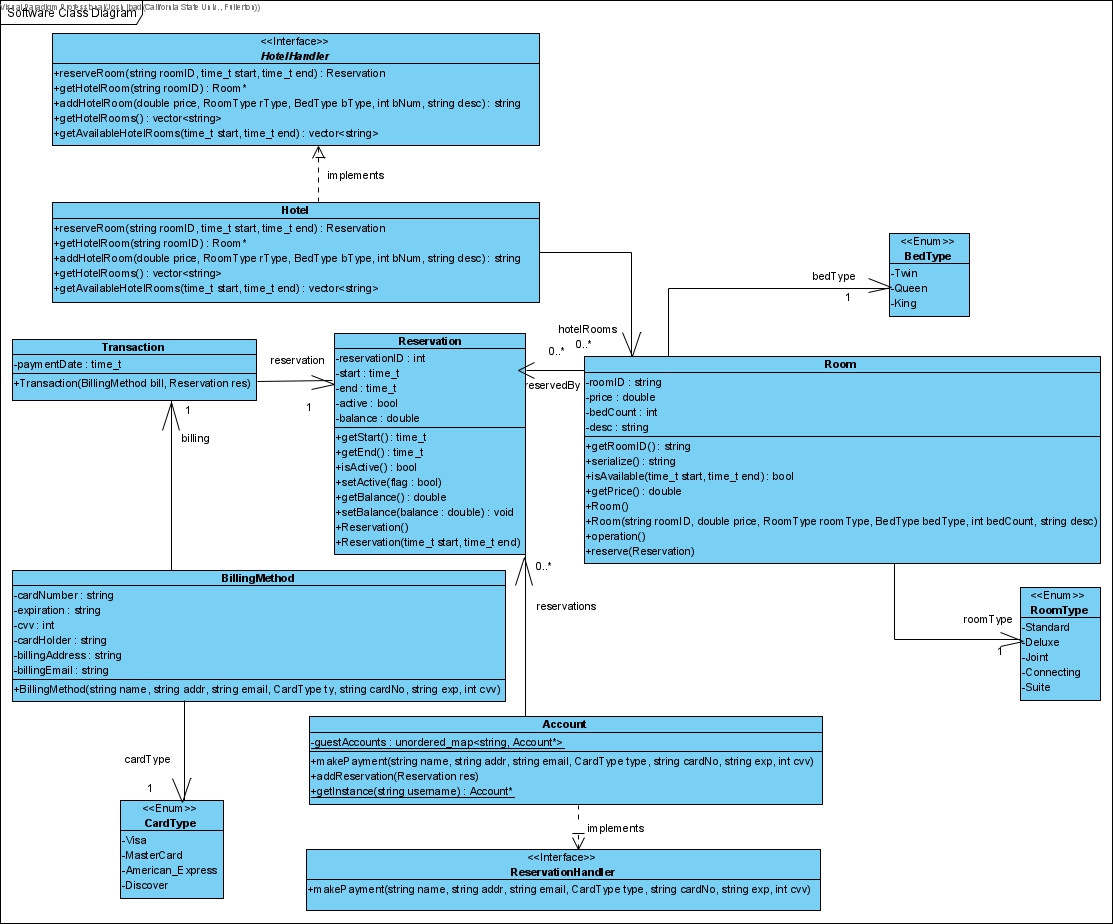 Visual Paradigm Professional(Josh Ibad(California State Univ., Fullerton))
Software Class Diagram
<<Interface>>
HotelHandler
+reserveRoom(string roomID, time_t start, time_t end) : Reservation
+getHotelRoom(string roomID) : Room*
+addHotelRoom(double price, RoomType rType, BedType bType, int bNum, string desc) : string
+getHotelRooms() : vector<string>
+getAvailableHotelRooms(time_t start, time_t end) : vector<string>
implements
Hotel
+reserveRoom(string roomID, time_t start, time_t end) : Reservation
+getHotelRoom(string roomID) : Room*
+addHotelRoom(double price, RoomType rType, BedType bType, int bNum, string desc) : string
+getHotelRooms() : vector<string>
+getAvailableHotelRooms(time_t start, time_t end) : vector<string>
<<Enum>>
BedType
-Twin
-Queen
-King
bedType
1
hotelRooms
0..*
0..*
reservedBy
Transaction
-paymentDate : time_t
+Transaction(BillingMethod bill, Reservation res)
reservation
1
1
billing
Reservation
-reservationID : int
-start : time_t
-end : time_t
-active : bool
-balance : double
+getStart() : time_t
+getEnd() : time_t
+isActive() : bool
+setActive(flag : bool)
+getBalance() : double
+setBalance(balance : double) : void
+Reservation()
+Reservation(time_t start, time_t end)
Room
-roomID : string
-price : double
-bedCount : int
-desc : string
+getRoomID() : string
+serialize() : string
+isAvailable(time_t start, time_t end) : bool
+getPrice() : double
+Room()
+Room(string roomID, double price, RoomType roomType, BedType bedType, int bedCount, string desc)
+operation()
+reserve(Reservation)
0..*
reservations
BillingMethod
-cardNumber : string
-expiration : string
-cvv : int
-cardHolder : string
-billingAddress : string
-billingEmail : string
+BillingMethod(string name, string addr, string email, CardType ty, string cardNo, string exp, int cvv)
<<Enum>>
RoomType
-Standard
-Deluxe
-Joint
-Connecting
-Suite
roomType
1
Account
-guestAccounts : unordered_map<string, Account*>
+makePayment(string name, string addr, string email, CardType type, string cardNo, string exp, int cvv)
+addReservation(Reservation res)
+getInstance(string username) : Account*
cardType
1
<<Enum>>
CardType
-Visa
-MasterCard
-American_Express
-Discover
implements
<<Interface>>
ReservationHandler
+makePayment(string name, string addr, string email, CardType type, string cardNo, string exp, int cvv)